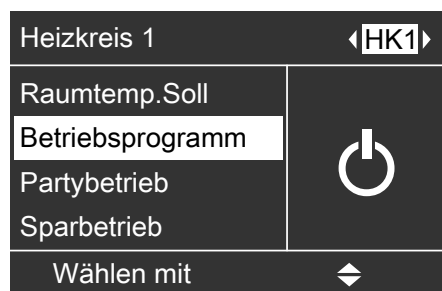 Heizkreis 1 HK1
Raumtemp.Soll
Betriebsprogramm
Partybetrieb
Sparbetrieb
Wählen mit